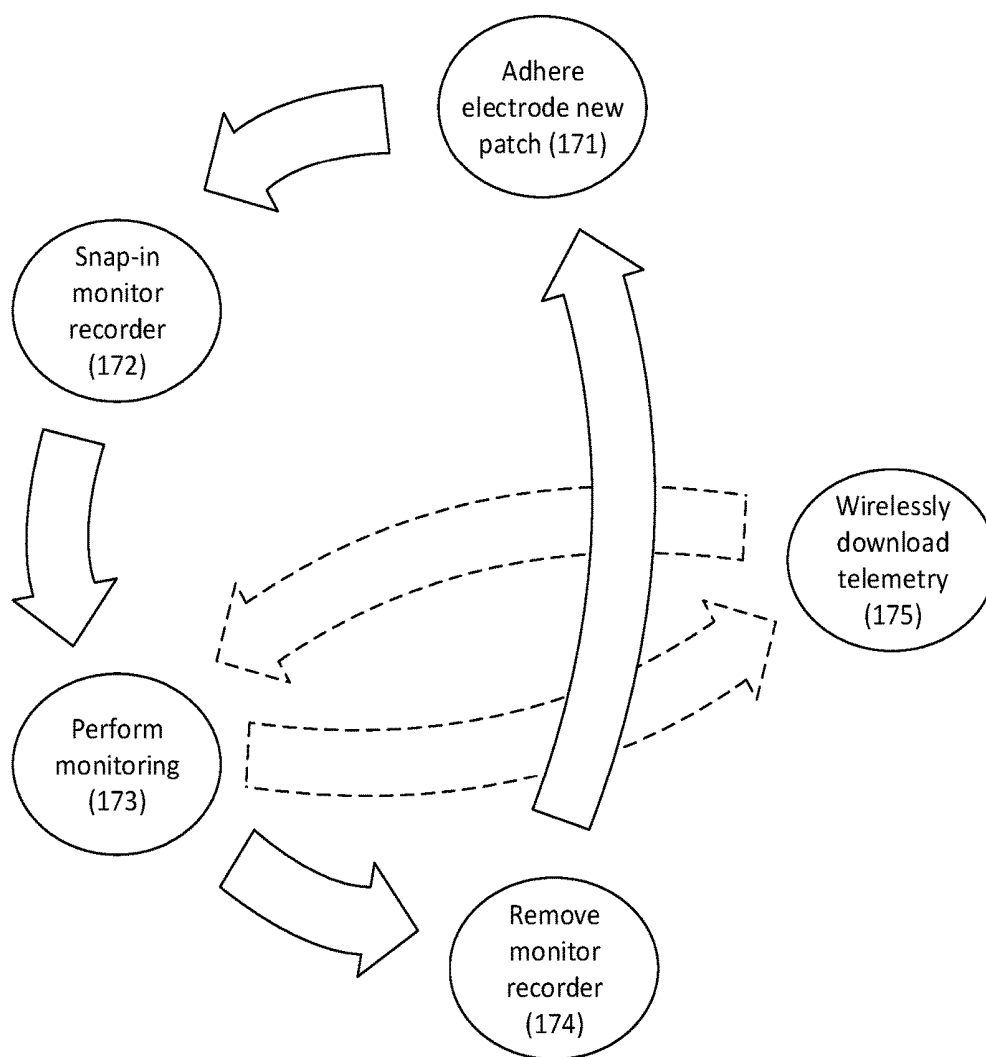 Adhere
electrode new
patch (171)
Snap-in
monitor
recorder
(172)
Wirelessly
download
telemetry
(175)
Perform
monitoring
(173)
Remove
monitor
recorder
(174)